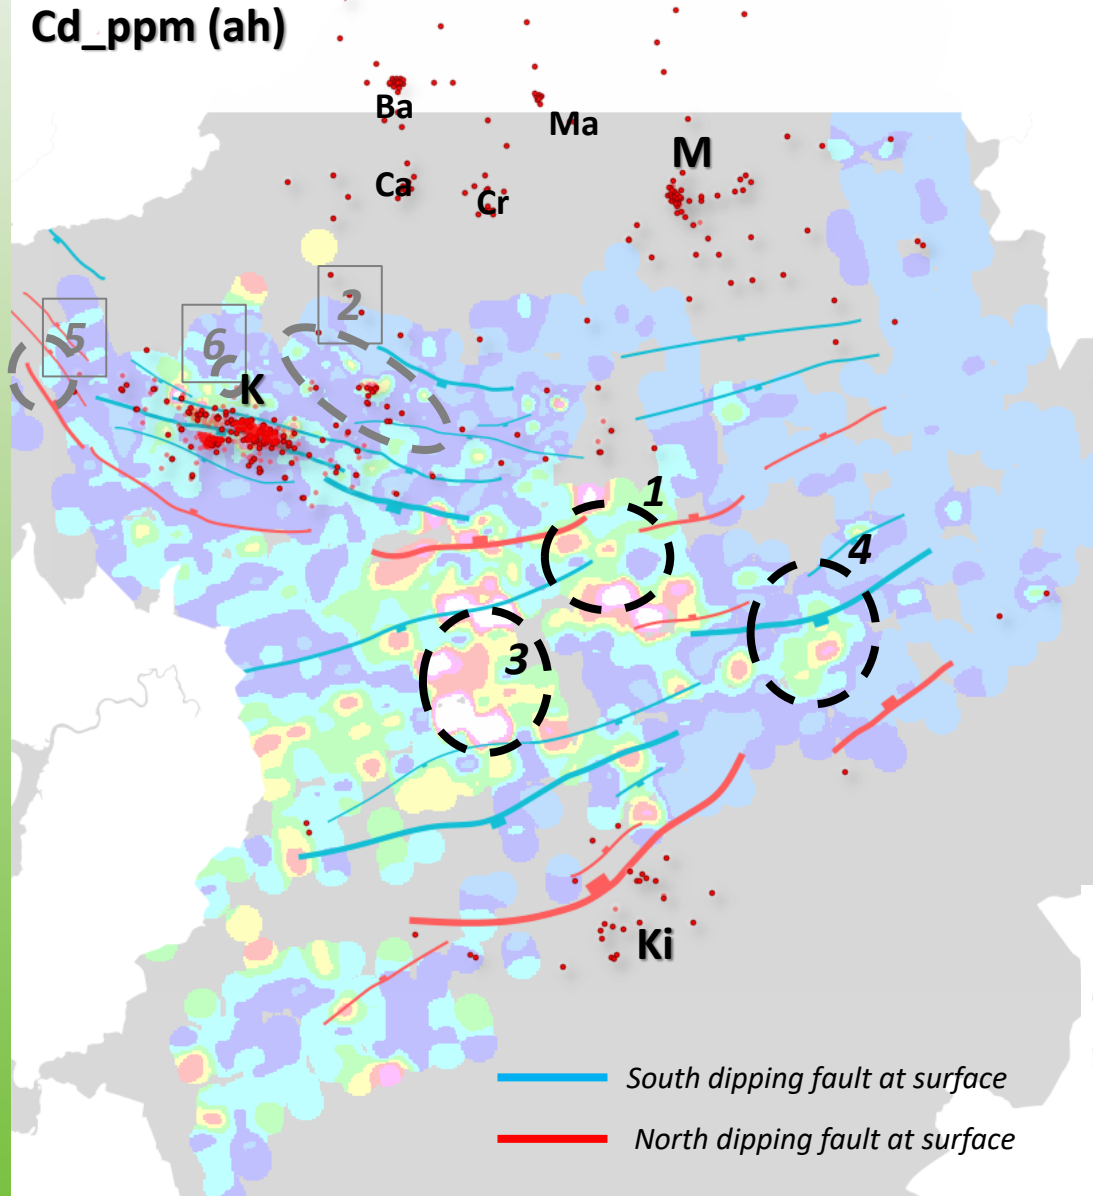 Cd_ppm (ah)
Ba
Ma
M
Ca
Cr
2
5
6
K
1
4
3
Ki
South dipping fault at surface
North dipping fault at surface